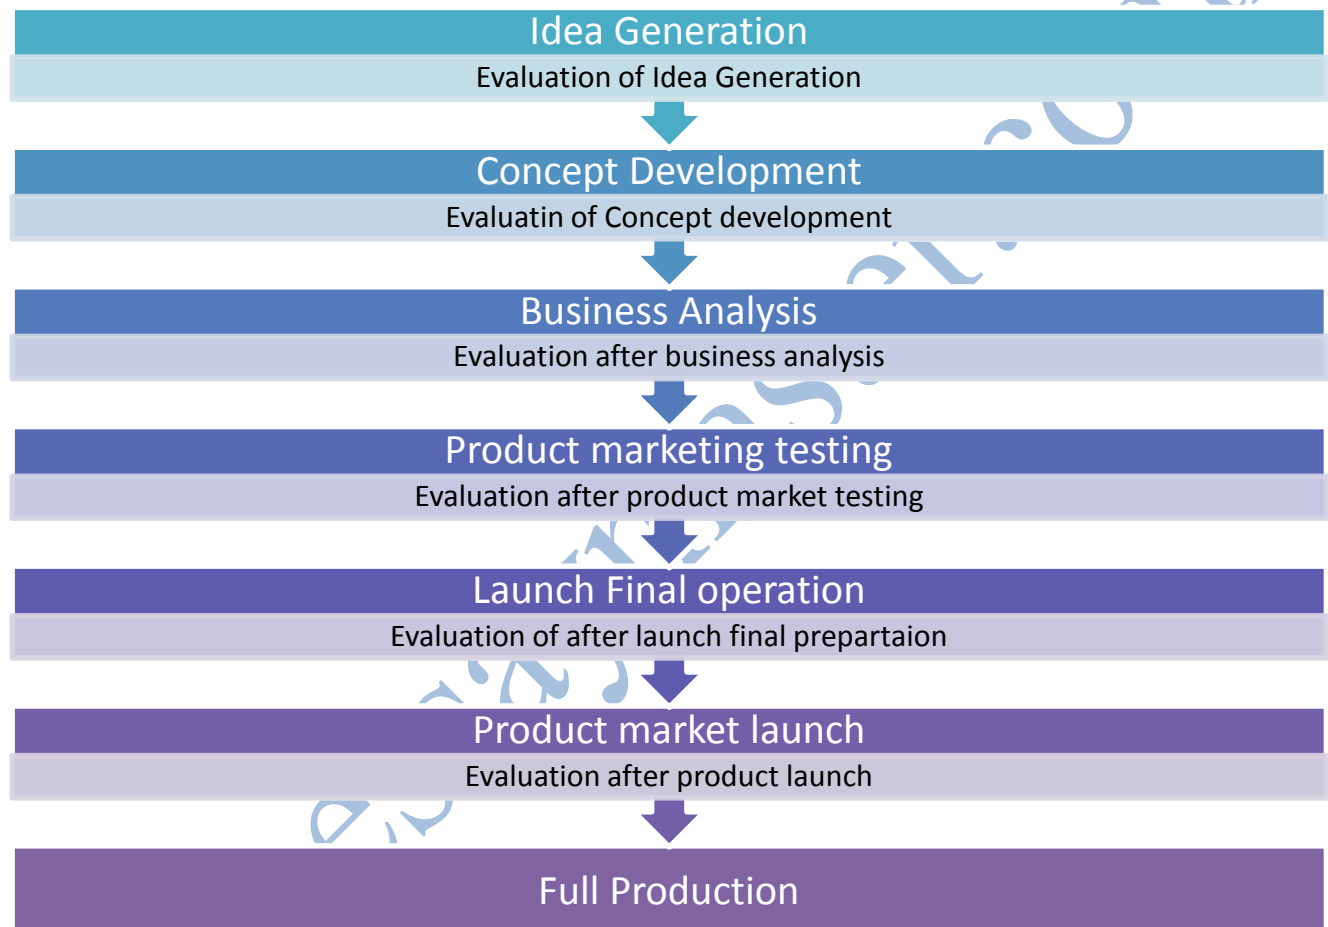 Idea Generation
Evaluation of Idea Generation
Concept Development
Evaluatin of Concept development
Business Analysis
Evaluation after business analysis
Product marketing testing
Evaluation after product market testing
Launch Final operation
Evaluation of after launch final prepartaion
Product market launch
Evaluation after product launch
Full Production